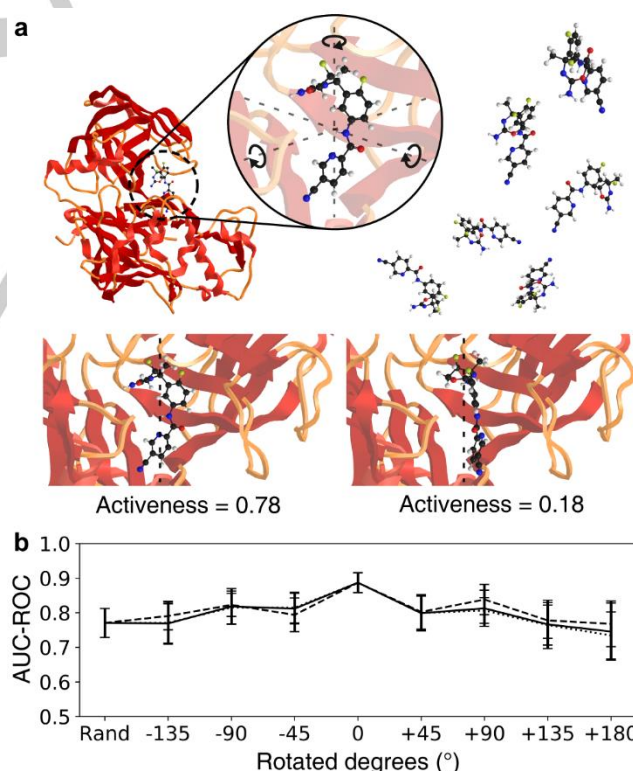 a
Activeness = 0.78
Activeness = 0.18
b
1.0
0.9
0.8
0.7
0.6
0.5
AUC-ROC
Rand -135 -90 -45 0 +45 +90 +135 +180
Rotated degrees (°)